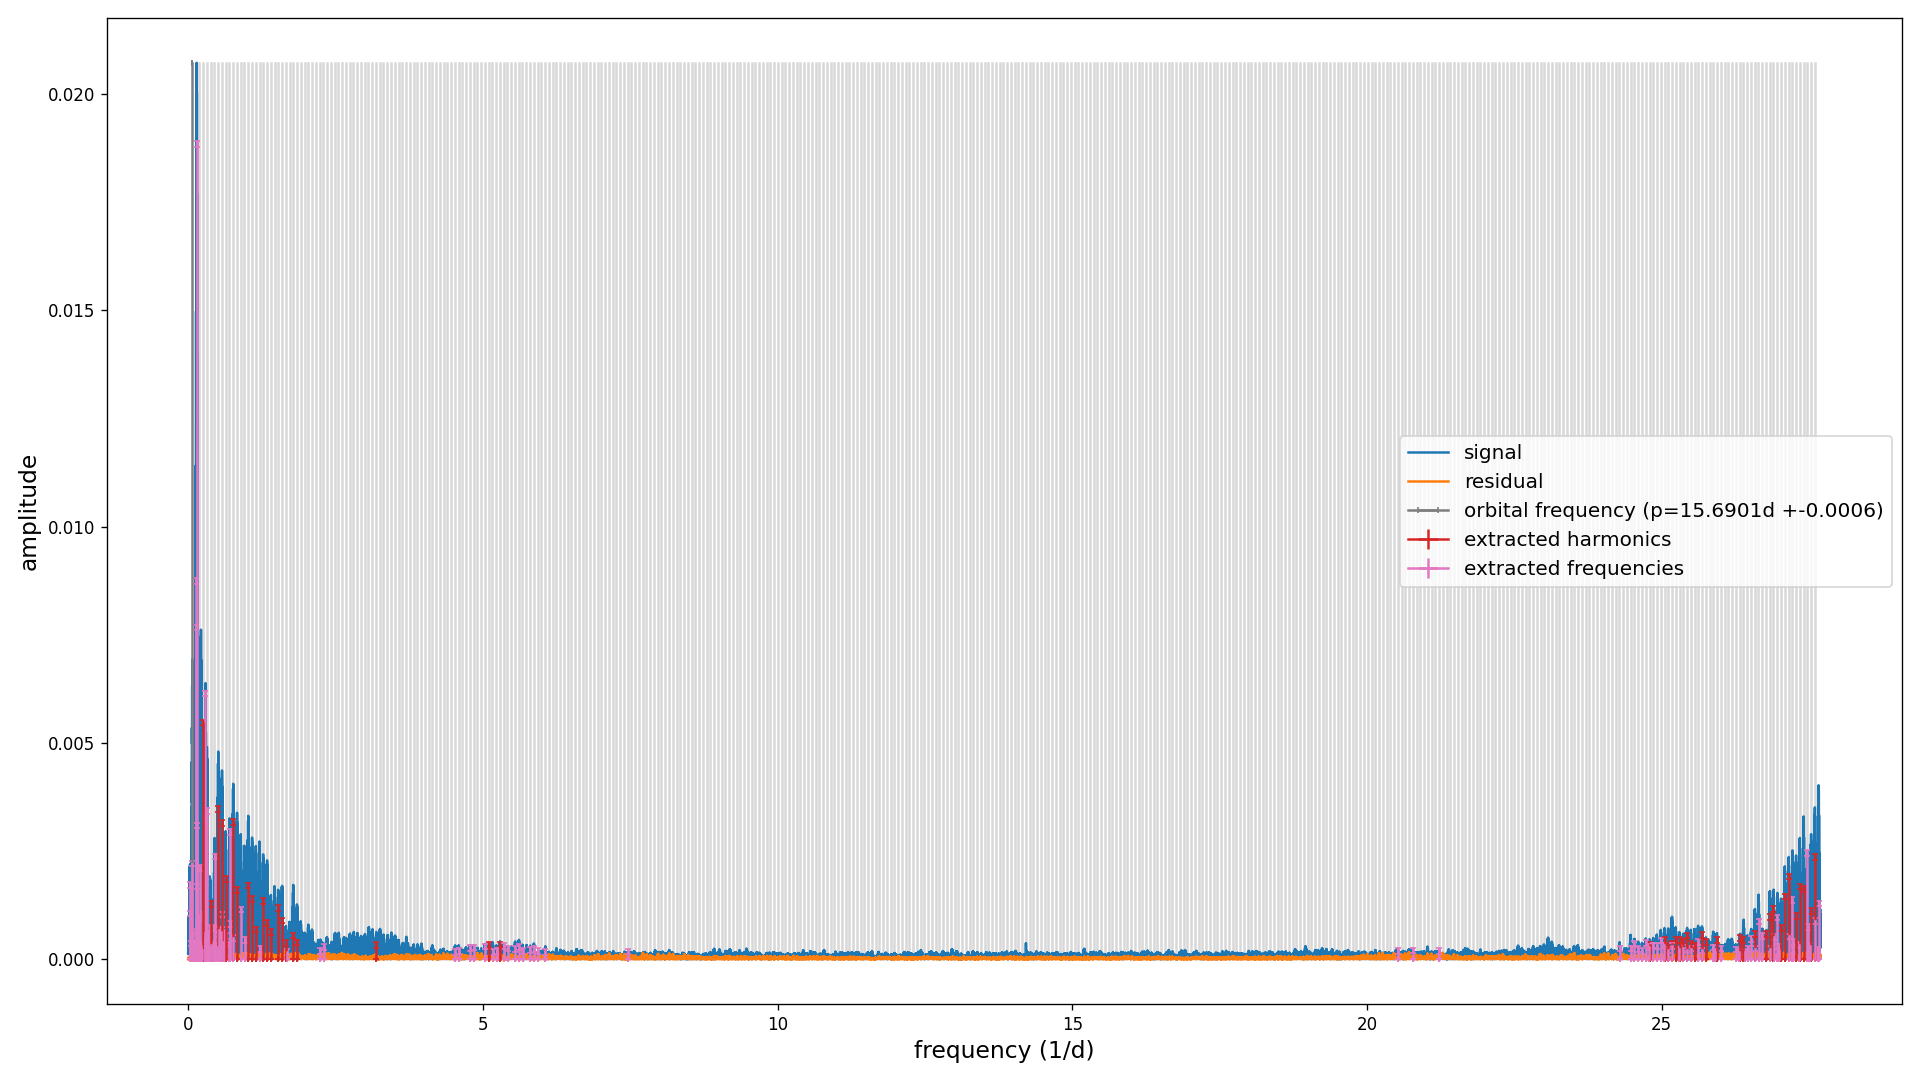 0.020
0.015
0.010
0.005
0.000
amplitude
0
5
10
15
20
25
frequency (1/d)
signal
residual
orbital frequency (p=15.6901d +-0.0006)
extracted harmonics
extracted frequencies